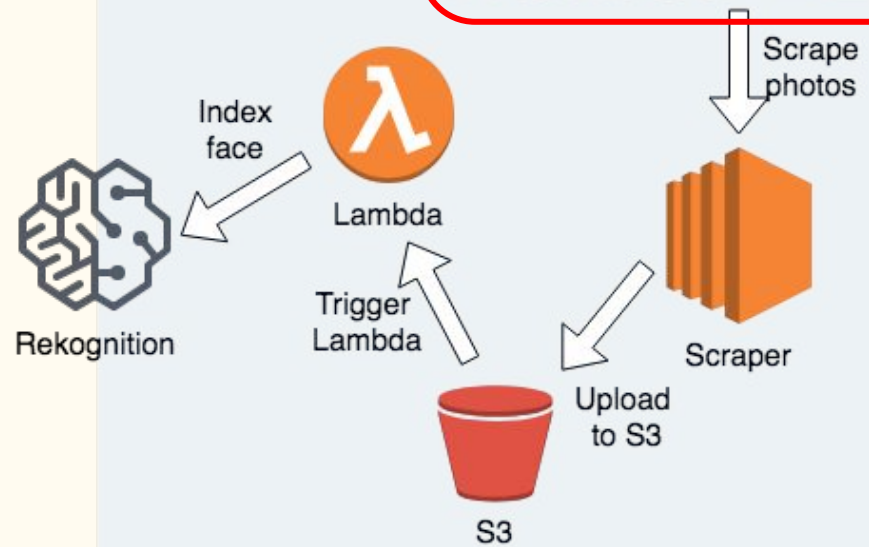 Scrape
photos
Index
face
Lambda
Trigger
Lambda
Rekognition
Scraper
Upload
to S3
S3